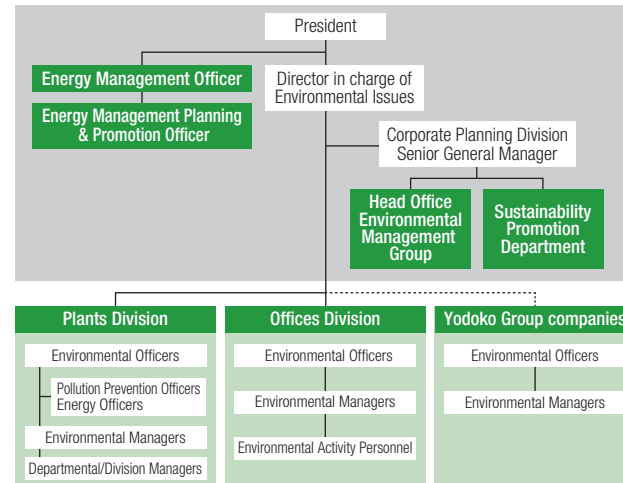 President
Energy Management Officer
Director in charge of
Environmental Issues
Energy Management Planning
& Promotion Officer
Corporate Planning Division
Senior General Manager
Head Office
Environmental
Management
Group
Sustainability
Promotion
Department
Plants Division
Environmental Officers
Pollution Prevention Officers
Energy Officers
Environmental Managers
Departmental/Division Managers
Offices Division
Environmental Officers
Environmental Managers
Environmental Activity Personnel
Yodoko Group companies
Environmental Officers
Environmental Managers